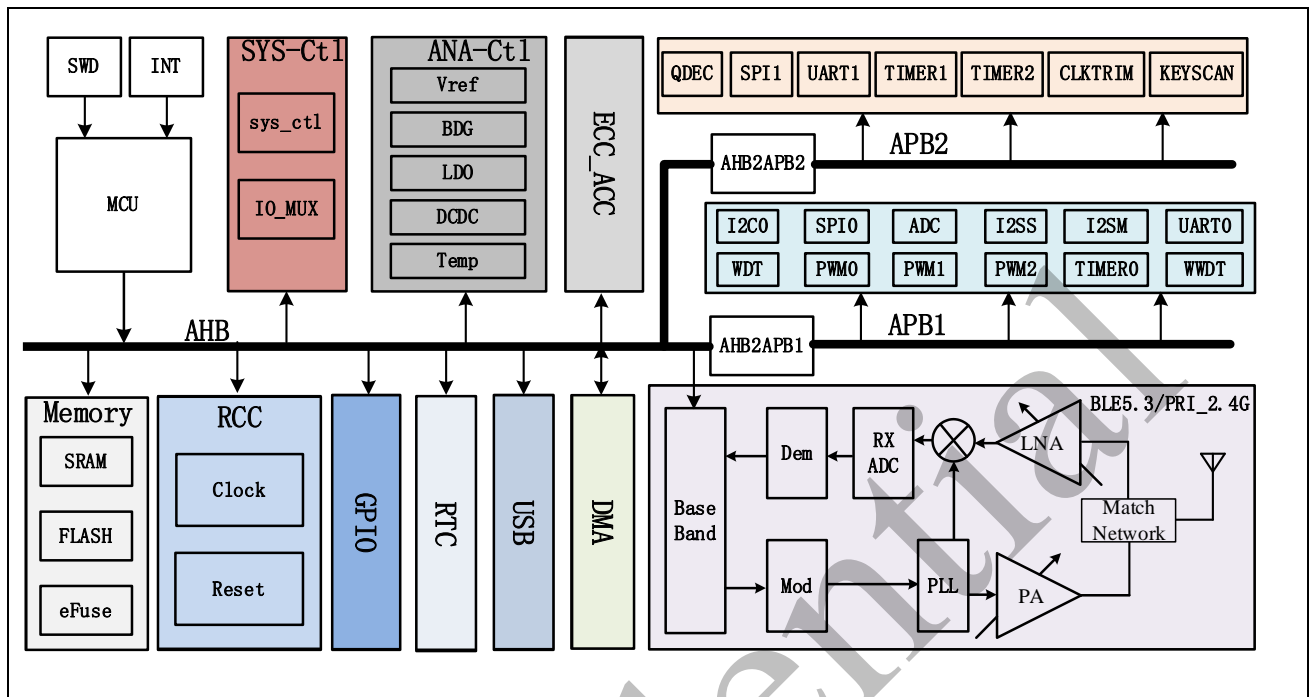 SWD
INT
MCU
SYS-Ctl
sys_ctl
IO_MUX
ANA-Ctl
Vref
BDG
LDO
DCDC
Temp
ECC_ACC
QDEC
SPI1
UART1
TIMER1
TIMER2
CLKTRIM
KEYSCAN
APB2
AHB2APB2
I2C0
SPI0
ADC
I2SS
I2SM
UART0
WDT
PWM0
PWM1
PWM2
TIMER0
WWDT
APB1
AHB2APB1
AHB
Memory
SRAM
FLASH
eFuse
RCC
Clock
Reset
GPIO
RTC
USB
DMA
BLE5.3/PRI_2.4G
Base
Band
Dem
RX
ADC
LNA
Match
Network
Mod
PLL
PA
ential